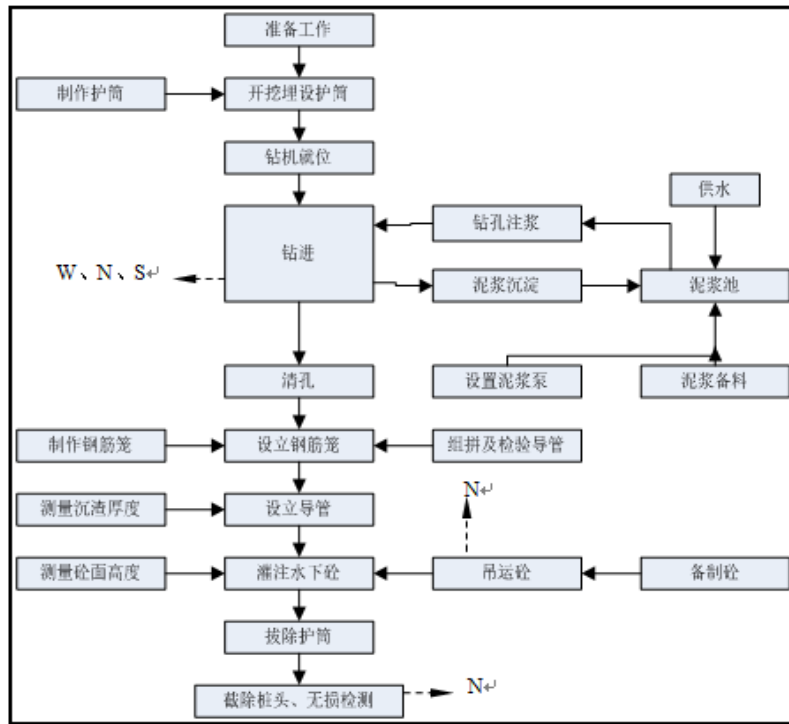 准备工作
制作护筒
开挖埋设护筒
钻机就位
供水
钻孔注浆
钻进
W、N、S↵
泥浆沉淀
泥浆池
清孔
设置泥浆泵
泥浆备料
制作钢筋笼
设立钢筋笼
组拼及检验导管
N↵
测量沉渣厚度
设立导管
测量砼面高度
灌注水下砼
吊运砼
备制砼
拔除护筒
截除桩头、无损检测
N↵